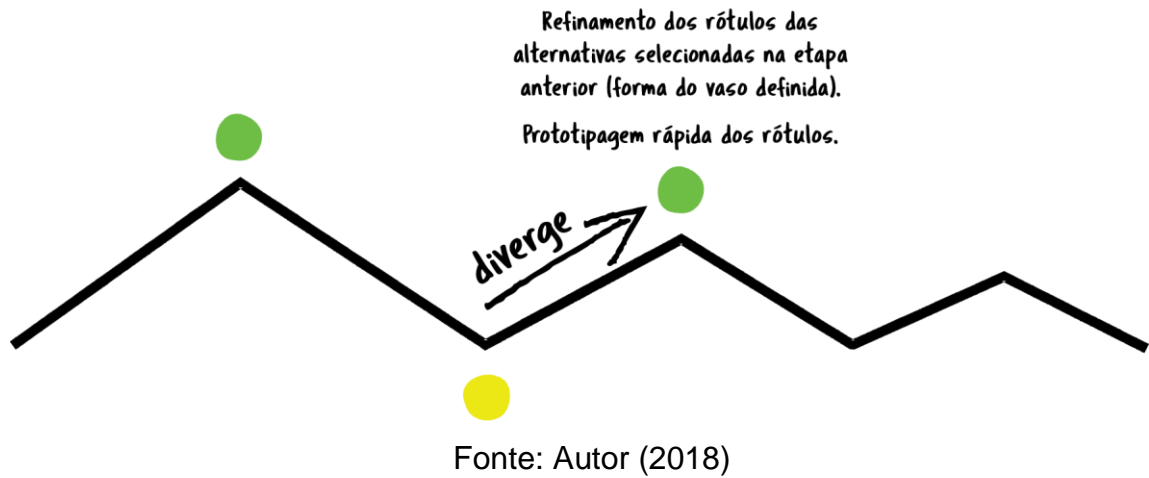 Refinamento dos rótulos das
alternativas selecionadas na etapa
anterior (forma do vaso definida).
Prototipagem rápida dos rótulos.
diverge
Fonte: Autor (2018)